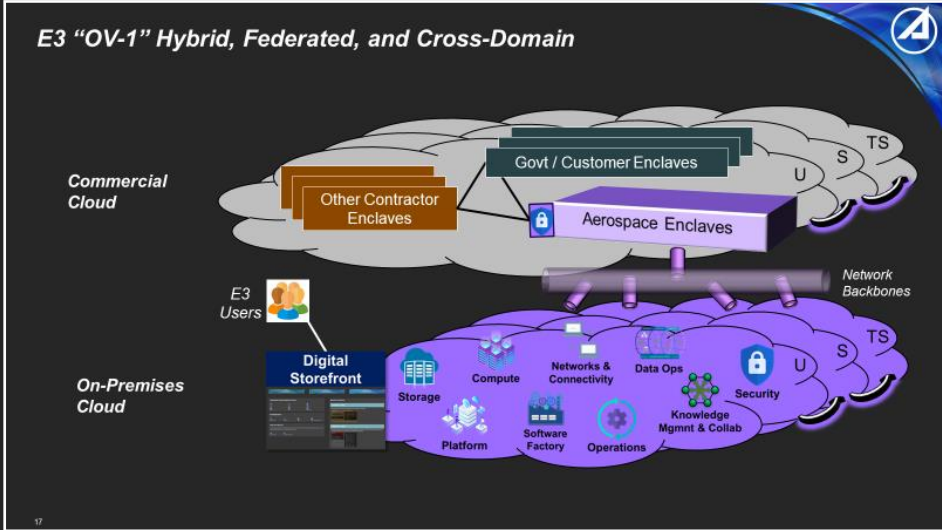 E3 “OV-1” Hybrid, Federated, and Cross-Domain
Commercial
Cloud
Other Contractor
Enclaves
Govt / Customer Enclaves
Aerospace Enclaves
U
S
TS
Network
Backbones
E3
Users
Digital
Storefront
On-Premises
Cloud
Storage
Compute
Networks &
Connectivity
Data Ops
Security
Platform
Software
Factory
Operations
Knowledge
Mgmnt & Collab
U
S
TS
17